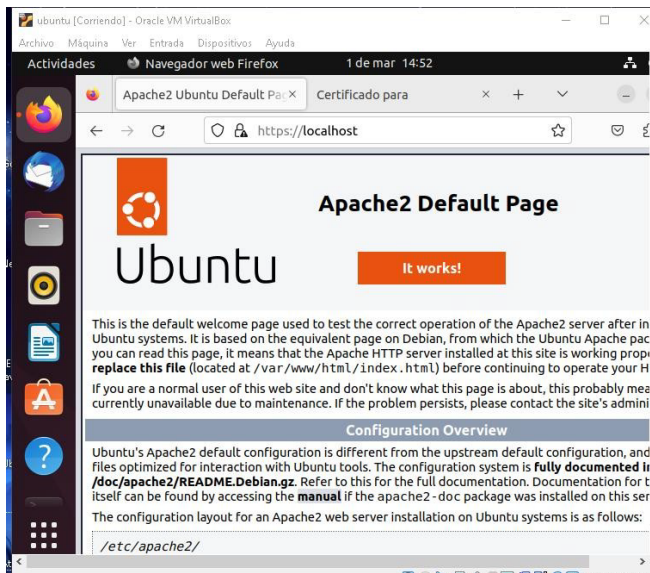 ubuntu [Corriendo] - Oracle VM VirtualBox
Archivo Máquina Ver Entrada Dispositivos Ayuda
Actividades Navegador web Firefox 1 de mar 14:52
Apache2 Ubuntu Default Pag Certificado para
https://localhost
Apache2 Default Page
Ubuntu
It works!
This is the default welcome page used to test the correct operation of the Apache2 server after in
Ubuntu systems. It is based on the equivalent page on Debian, from which the Ubuntu Apache pac
you can read this page, it means that the Apache HTTP server installed at this site is working prope
replace this file (located at /var/www/html/index.html) before continuing to operate your H
If you are a normal user of this web site and don't know what this page is about, this probably mea
currently unavailable due to maintenance. If the problem persists, please contact the site's admini
Configuration Overview
Ubuntu's Apache2 default configuration is different from the upstream default configuration, and
files optimized for interaction with Ubuntu tools. The configuration system is fully documented in
/doc/apache2/README.Debian.gz. Refer to this for the full documentation. Documentation for t
itself can be found by accessing the manual if the apache2-doc package was installed on this ser
The configuration layout for an Apache2 web server installation on Ubuntu systems is as follows:
/etc/apache2/